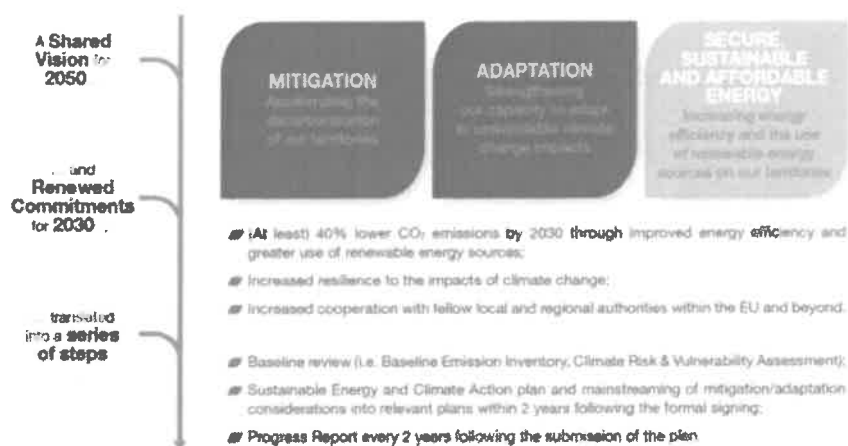 A Shared
Vision for
2050
MITIGATION
Accelerating the
decarbonization
of our territories
ADAPTATION
Strengthening
our capacity to adapt
to unavoidable climate
change impacts
SECURE,
SUSTAINABLE
AND AFFORDABLE
ENERGY
Increasing energy
efficiency and the use
of renewable energy
sources on our territories
... and
Renewed
Commitments
for 2030 ..
(At least) 40% lower CO₂ emissions by 2030 through improved energy efficiency and
greater use of renewable energy sources;
Increased resilience to the impacts of climate change;
Increased cooperation with fellow local and regional authorities within the EU and beyond.
... translated
into a series
of steps
Baseline review (i.e. Baseline Emission Inventory, Climate Risk & Vulnerability Assessment);
Sustainable Energy and Climate Action plan and mainstreaming of mitigation/adaptation
considerations into relevant plans within 2 years following the formal signing;
Progress Report every 2 years following the submission of the plan